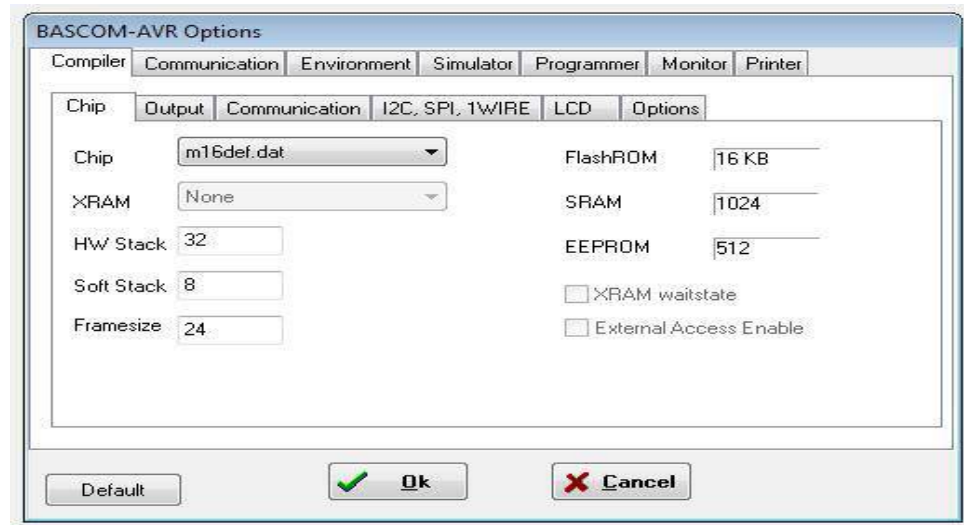 BASCOM-AVR Options
Compiler Communication Environment Simulator Programmer Monitor Printer
Chip Output Communication I2C, SPI, 1WIRE LCD Options
Chip m16def.dat FlashROM 16 KB
XRAM None SRAM 1024
HW Stack 32 EEPROM 512
Soft Stack 8 XRAM waitstate
Framesize 24 External Access Enable
Default Ok Cancel